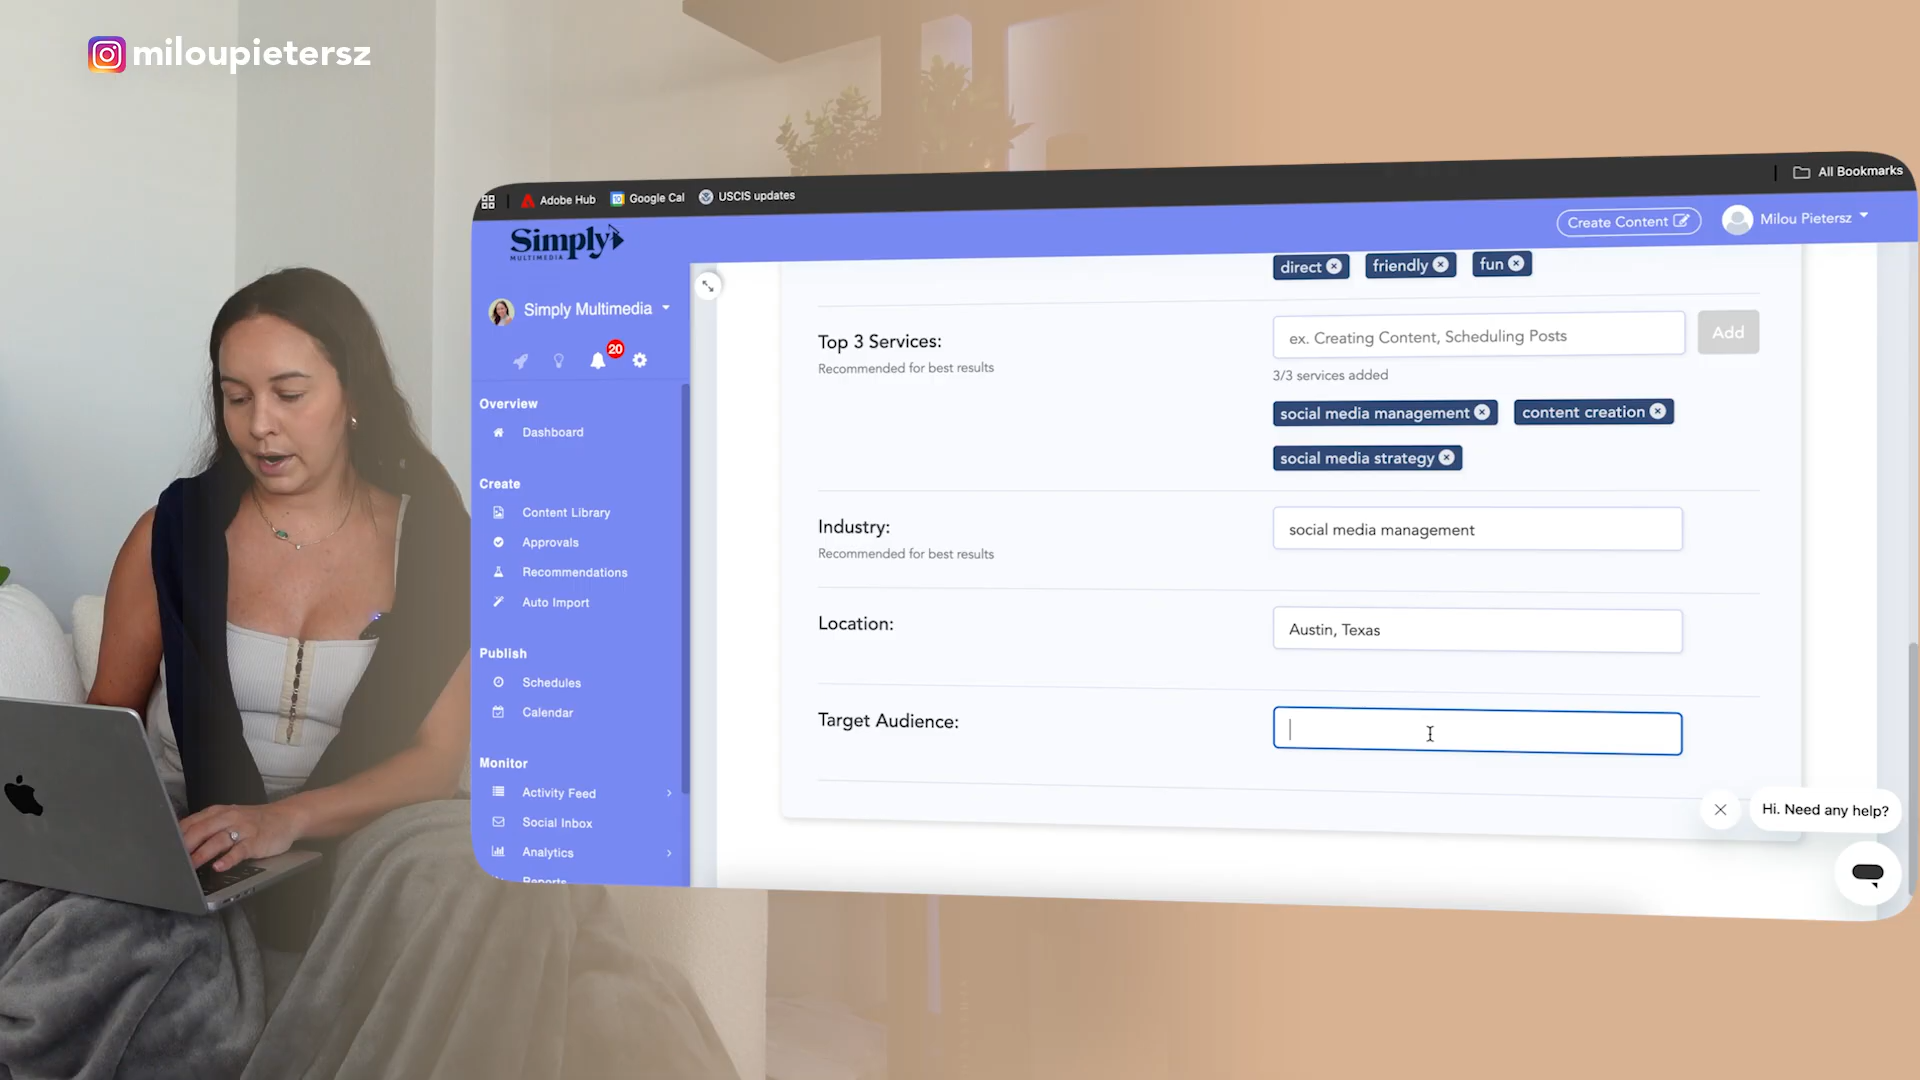 miloupietersz
All Bookmarks
Adobe Hub
Google Cal
USCIS updates
Simply
MULTIMEDIA
Create Content
Milou Pietersz
Simply Multimedia
20
Overview
Dashboard
Create
Content Library
Approvals
Recommendations
Auto Import
Publish
Schedules
Calendar
Monitor
Activity Feed
Social Inbox
Analytics
Reports
direct friendly fun
Top 3 Services:
Recommended for best results
ex. Creating Content, Scheduling Posts
Add
3/3 services added
social media management content creation
social media strategy
Industry:
Recommended for best results
social media management
Location:
Austin, Texas
Target Audience:
Hi. Need any help?